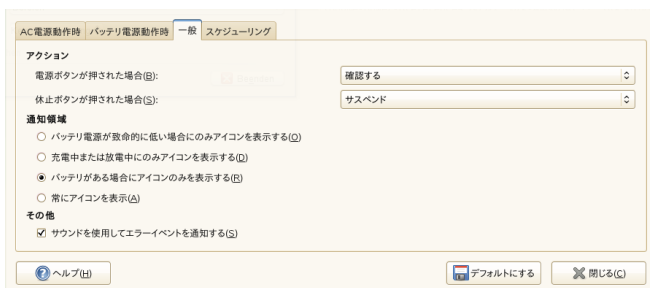 AC電源動作時 バッテリ電源動作時 一般 スケジューリング
アクション
電源ボタンが押された場合(B): 確認する
休止ボタンが押された場合(S): サスペンド
通知領域
バッテリ電源が致命的に低い場合にのみアイコンを表示する(O)
充電中または放電中にのみアイコンを表示する(D)
バッテリがある場合にアイコンのみを表示する(R)
常にアイコンを表示(A)
その他
サウンドを使用してエラーイベントを通知する(S)
ヘルプ(H) デフォルトにする 閉じる(C)